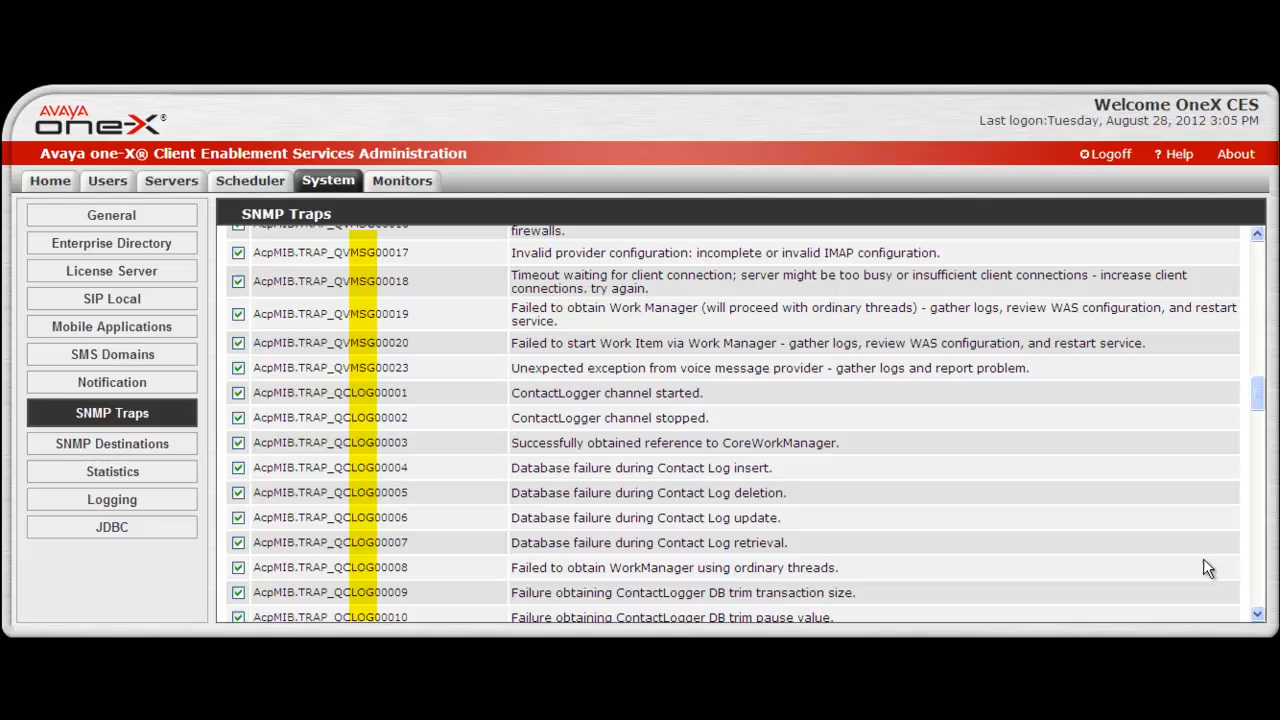 AVAYA
one-X®
Welcome OneX CES
Last logon:Tuesday, August 28, 2012 3:05 PM
Avaya one-X® Client Enablement Services Administration
Logoff
? Help
About
Home
Users
Servers
Scheduler
System
Monitors
General
Enterprise Directory
License Server
SIP Local
Mobile Applications
SMS Domains
Notification
SNMP Traps
SNMP Destinations
Statistics
Logging
JDBC
SNMP Traps
firewalls.
AcpMIB.TRAP_QVMSG00017 Invalid provider configuration: incomplete or invalid IMAP configuration.
AcpMIB.TRAP_QVMSG00018 Timeout waiting for client connection; server might be too busy or insufficient client connections - increase client
connections. try again.
AcpMIB.TRAP_QVMSG00019 Failed to obtain Work Manager (will proceed with ordinary threads) - gather logs, review WAS configuration, and restart
service.
AcpMIB.TRAP_QVMSG00020 Failed to start Work Item via Work Manager - gather logs, review WAS configuration, and restart service.
AcpMIB.TRAP_QVMSG00023 Unexpected exception from voice message provider - gather logs and report problem.
AcpMIB.TRAP_QCLOG00001 ContactLogger channel started.
AcpMIB.TRAP_QCLOG00002 ContactLogger channel stopped.
AcpMIB.TRAP_QCLOG00003 Successfully obtained reference to CoreWorkManager.
AcpMIB.TRAP_QCLOG00004 Database failure during Contact Log insert.
AcpMIB.TRAP_QCLOG00005 Database failure during Contact Log deletion.
AcpMIB.TRAP_QCLOG00006 Database failure during Contact Log update.
AcpMIB.TRAP_QCLOG00007 Database failure during Contact Log retrieval.
AcpMIB.TRAP_QCLOG00008 Failed to obtain WorkManager using ordinary threads.
AcpMIB.TRAP_QCLOG00009 Failure obtaining ContactLogger DB trim transaction size.
AcpMIB.TRAP_QCLOG00010 Failure obtaining ContactLogger DB trim pause value.